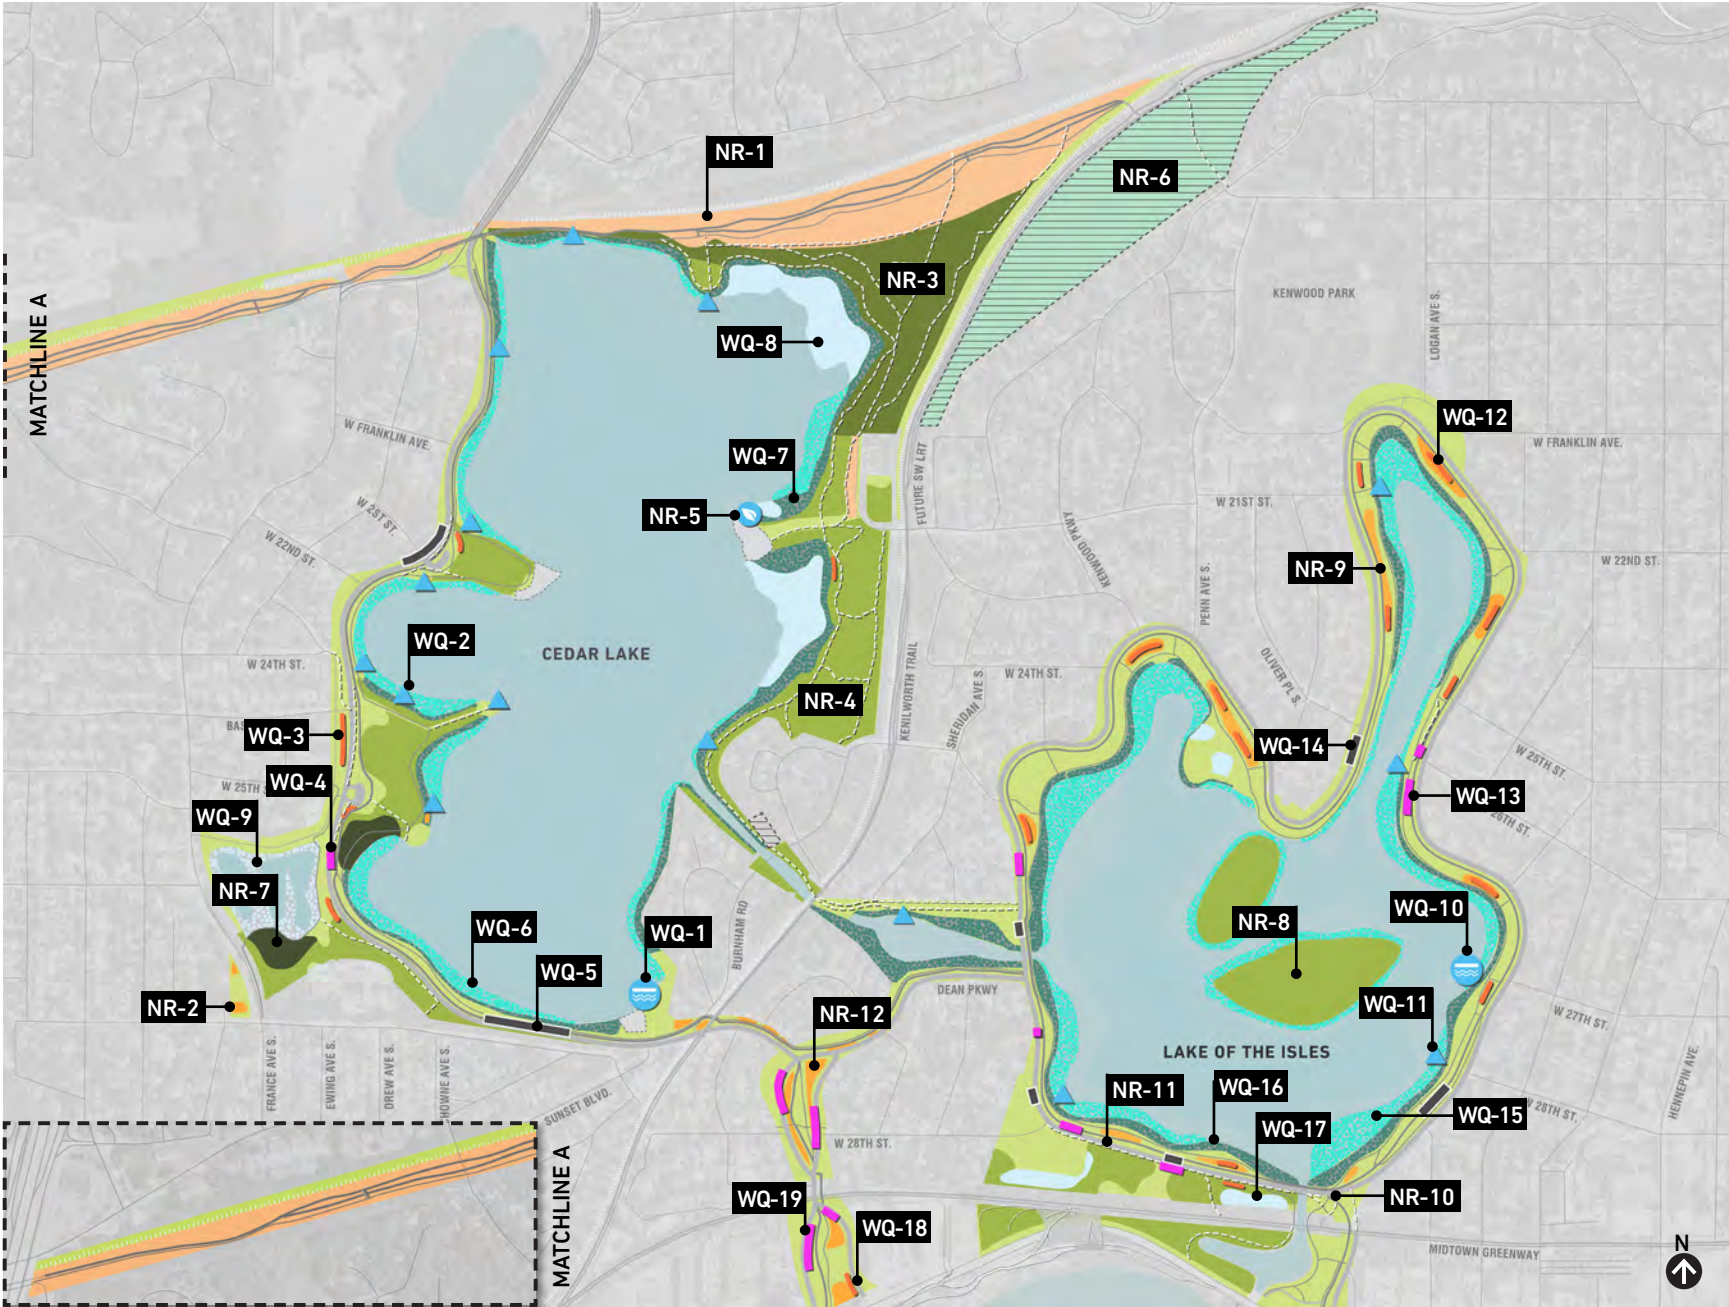 NR-1
NR-6
NR-3
KENWOOD PARK
LOGAN AVE S.
MATCHLINE A
WQ-8
W FRANKLIN AVE.
WQ-12
W FRANKLIN AVE.
WQ-7
FUTURE SW LRT
W 21ST ST.
NR-5
W 21ST ST.
W 22ND ST.
KENWOOD PKWY
NR-9
W 22ND ST.
PENN AVE S.
WQ-2
CEDAR LAKE
W 24TH ST.
KENILWORTH TRAIL
W 24TH ST.
OLIVER PL S.
NR-4
SHERIDAN AVE S
WQ-3
WQ-14
W 25TH ST.
WQ-4
W 25TH
WQ-13
WQ-9
26TH ST.
NR-7
WQ-6
WQ-1
BURNHAM RD
NR-8
WQ-10
WQ-5
DEAN PKWY
NR-2
NR-12
WQ-11
W 27TH ST.
LAKE OF THE ISLES
FRANCE AVE S.
EWING AVE S.
DREW AVE S.
CHOWNE AVE S.
HENNEPIN AVE.
SUNSET BLVD.
NR-11
WQ-16
WQ-15
W 28TH ST.
WQ-17
W 28TH ST.
MATCHLINE A
WQ-19
NR-10
WQ-18
MIDTOWN GREENWAY
N